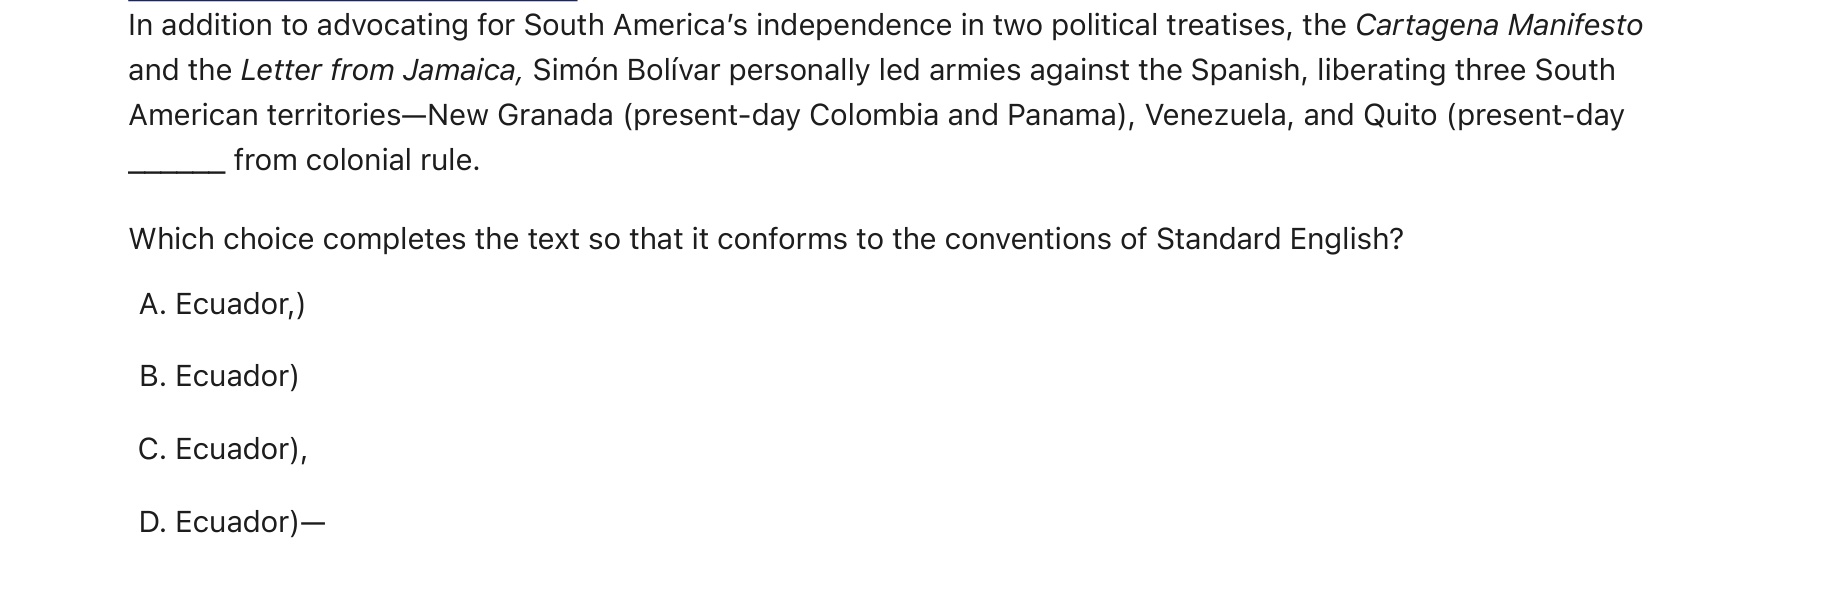 In addition to advocating for South America’s independence in two political treatises, the Cartagena Manifesto
and the Letter from Jamaica, Simón Bolívar personally led armies against the Spanish, liberating three South
American territories—New Granada (present-day Colombia and Panama), Venezuela, and Quito (present-day
______ from colonial rule.
Which choice completes the text so that it conforms to the conventions of Standard English?
A. Ecuador,)
B. Ecuador)
C. Ecuador),
D. Ecuador)—